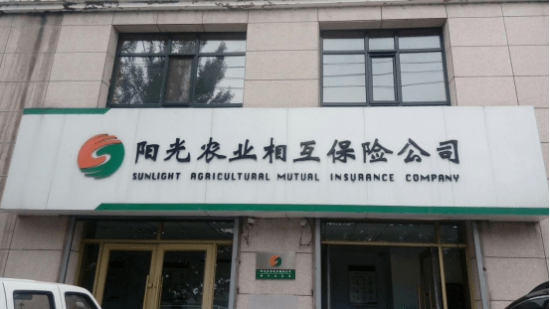 阳光农业相互保险公司
SUNLIGHT AGRICULTURAL MUTUAL INSURANCE COMPANY